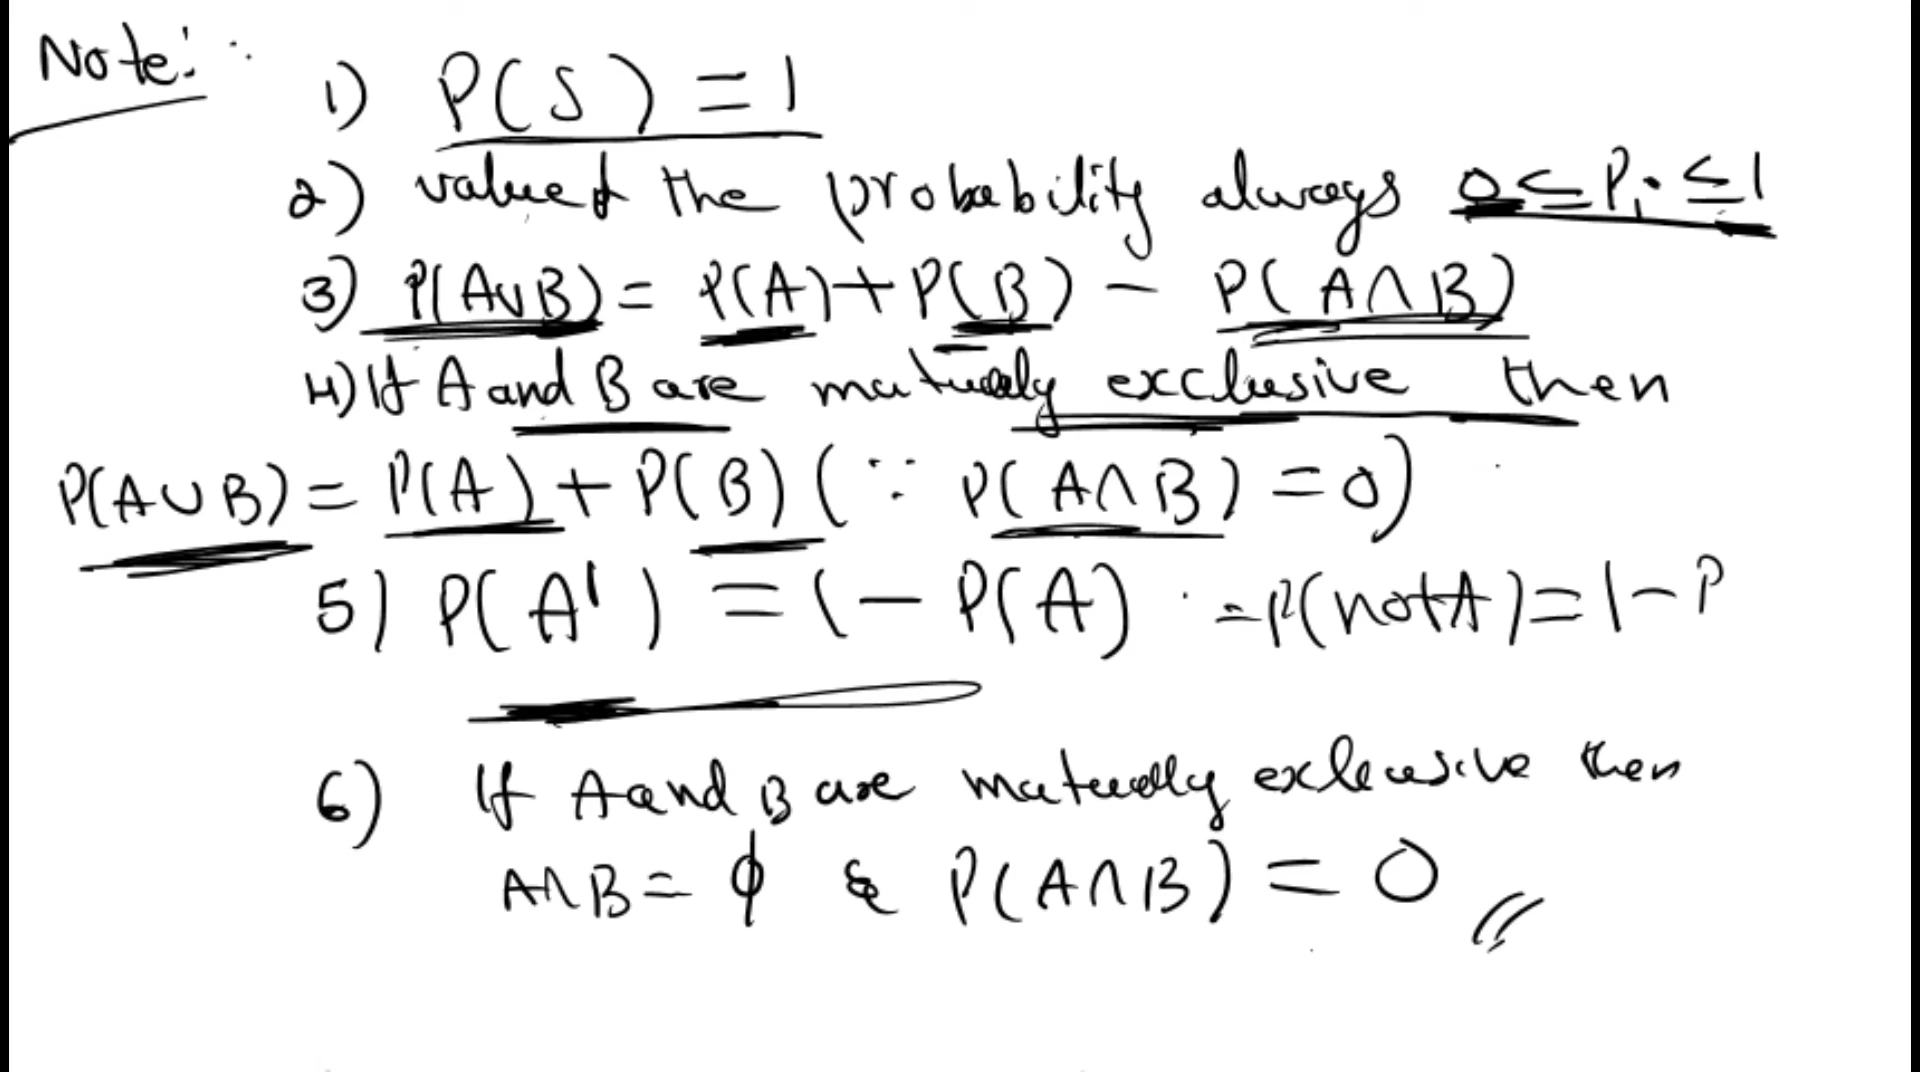 Note:
1) P(S) = 1
2) value of the probability always 0 ≤ Pi ≤ 1
3) P(A∪B) = P(A) + P(B) - P(A∩B)
4) If A and B are mutually exclusive then
P(A∪B) = P(A) + P(B) (∵ P(A∩B) = 0)
5) P(A') = 1 - P(A) = P(not A) = 1 - P
6) If A and B are mutually exlusive then
A∩B = ϕ & P(A∩B) = 0